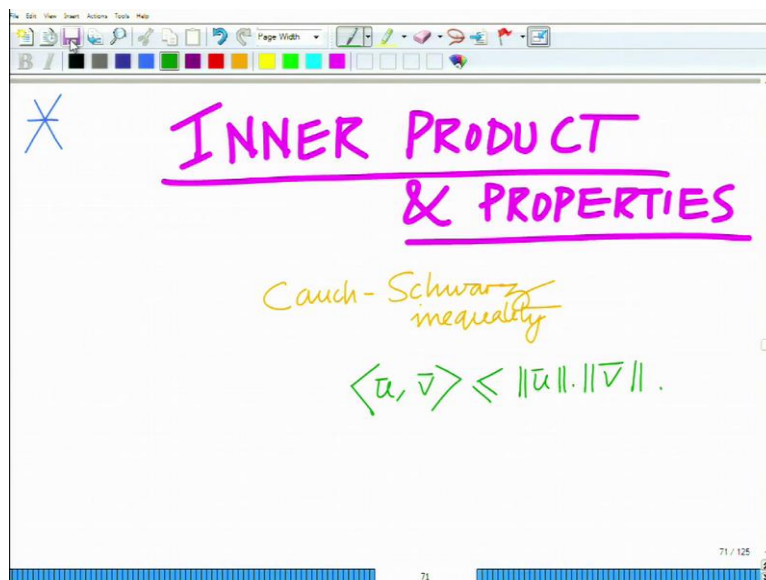 File Edit View Insert Actions Tools Help
Page Width
B I
INNER PRODUCT
& PROPERTIES
Cauch-Schwarz
inequality
⟨ū, v̄⟩ ≤ ||ū||.||v̄||.
71 / 125
71